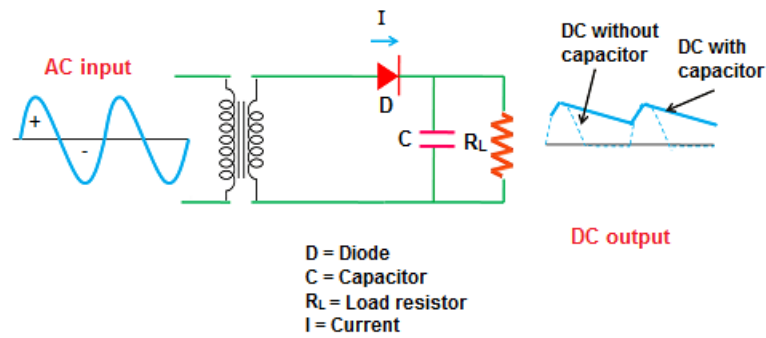 I
DC without
capacitor
DC with
capacitor
AC input
+
-
D
C
RL
DC output
D = Diode
C = Capacitor
RL = Load resistor
I = Current